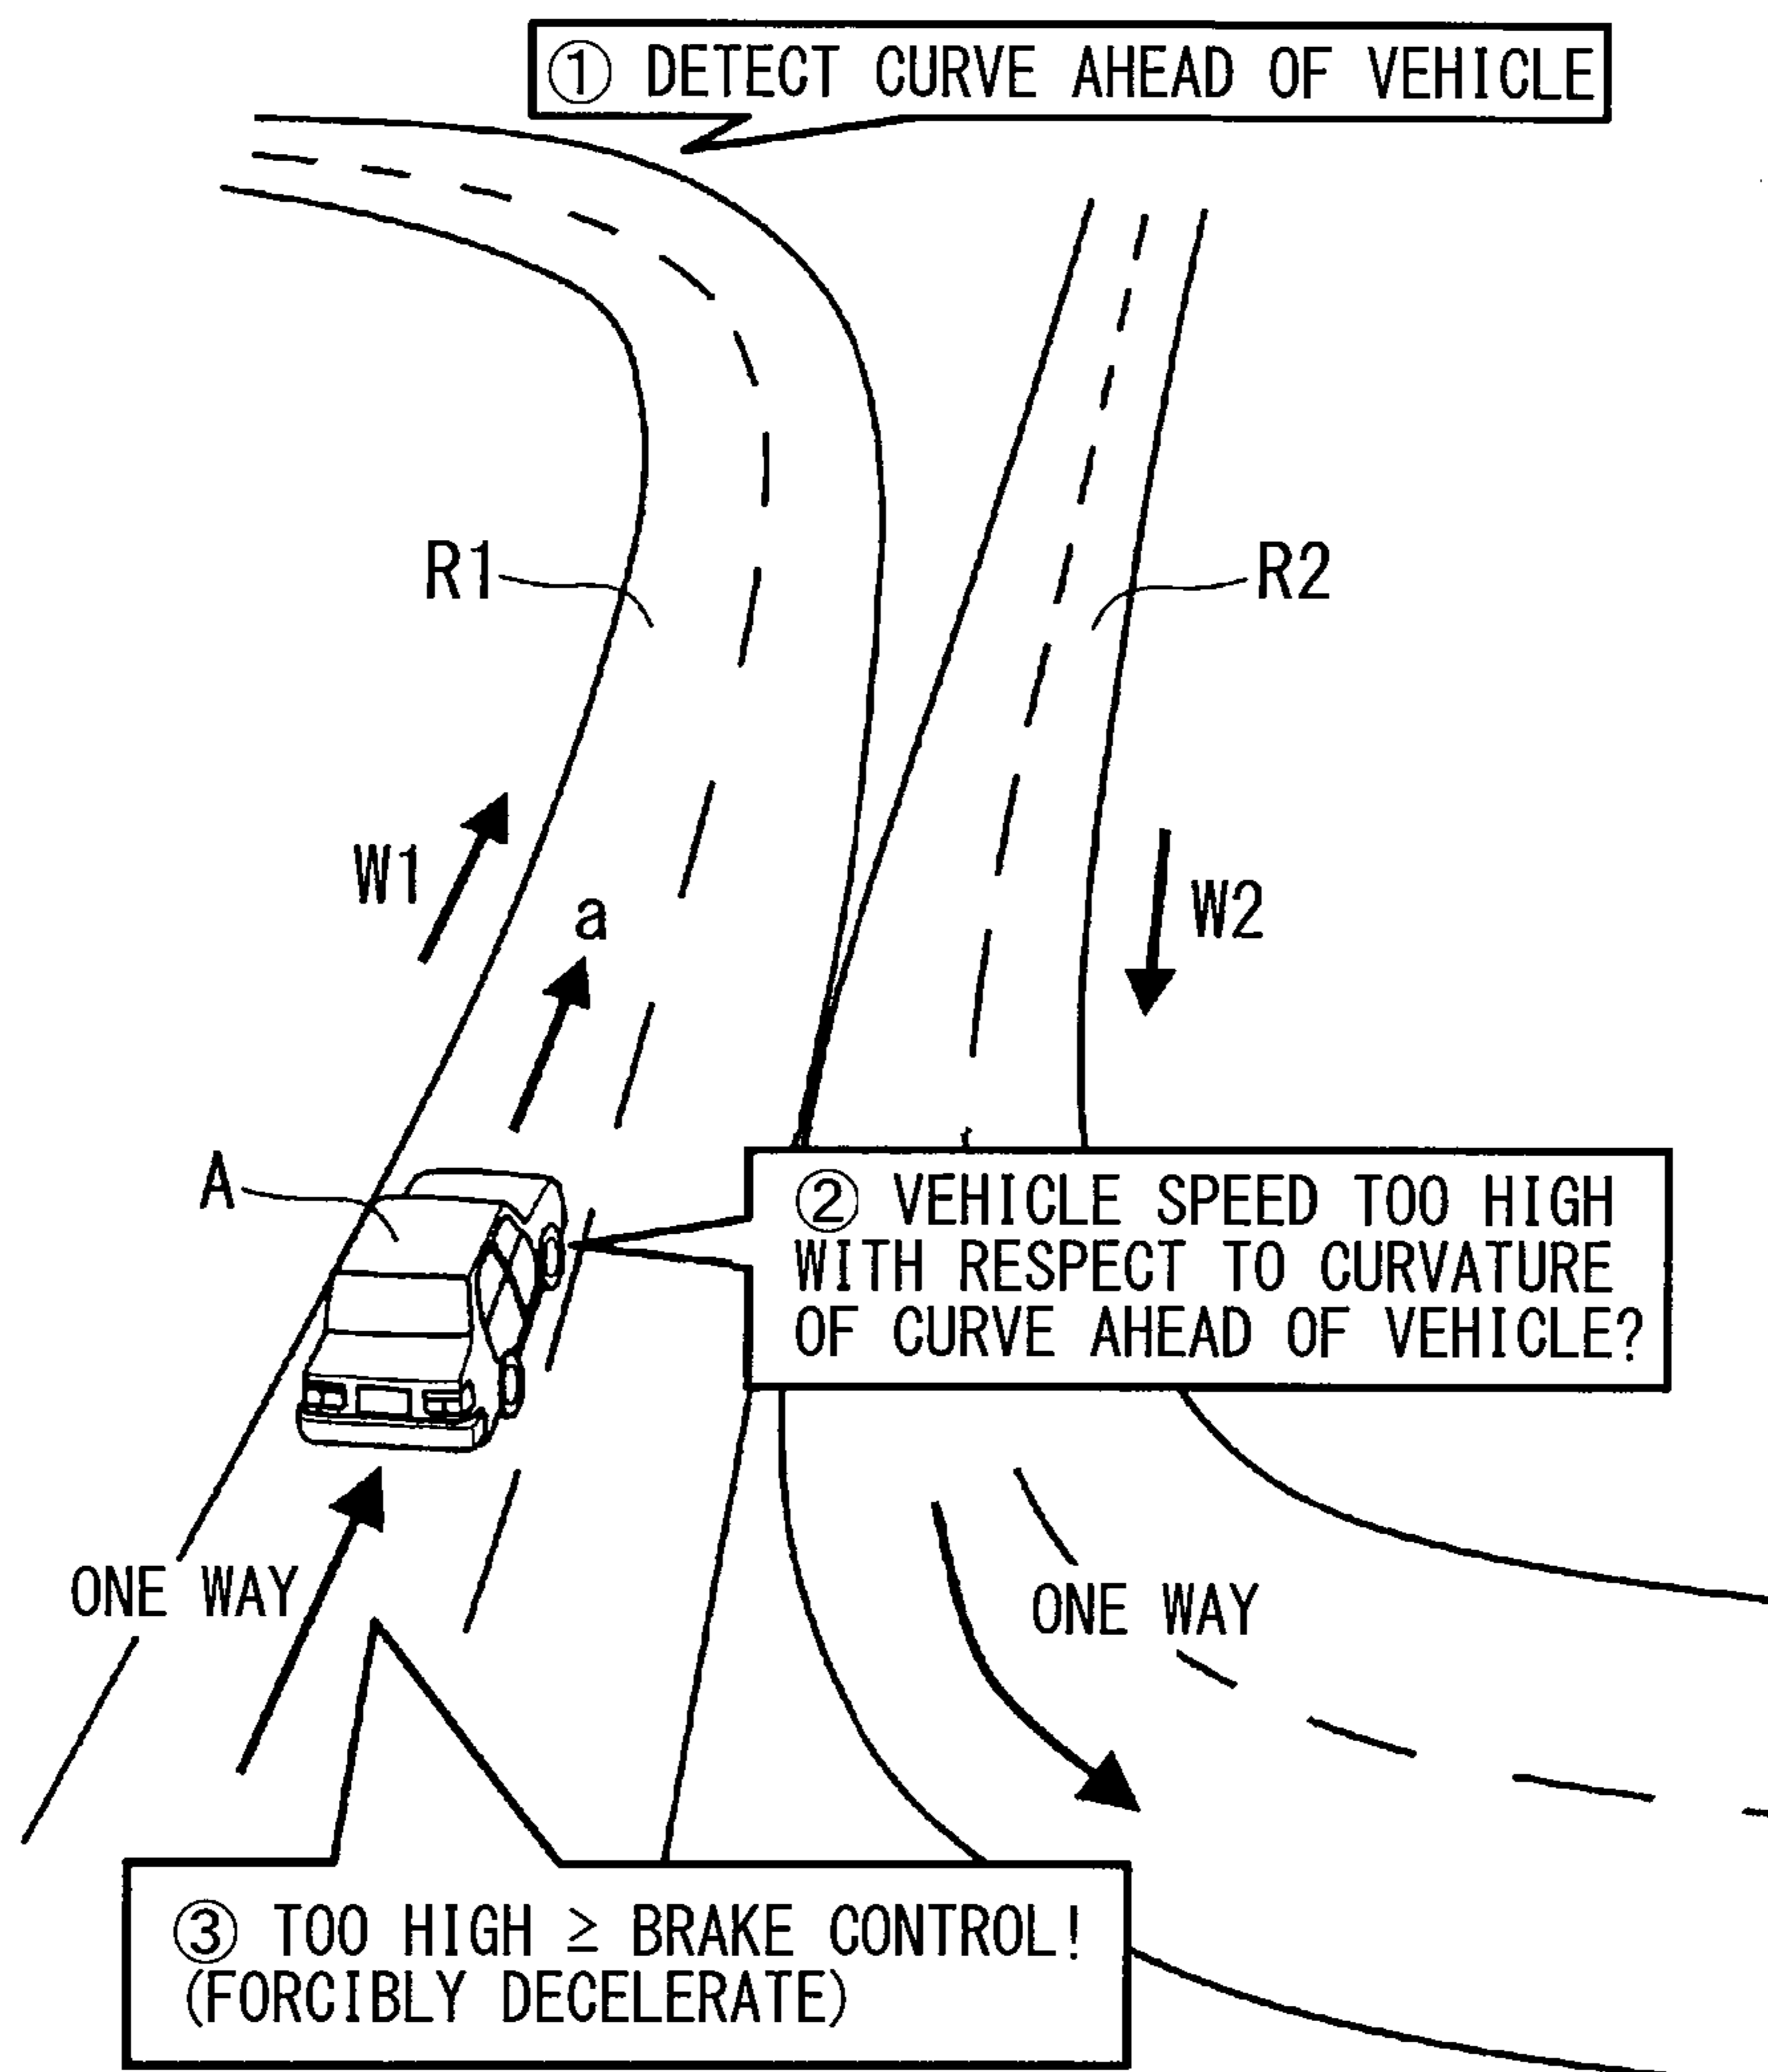 ① DETECT CURVE AHEAD OF VEHICLE
R1
R2
W1
a
W2
A
② VEHICLE SPEED TOO HIGH
WITH RESPECT TO CURVATURE
OF CURVE AHEAD OF VEHICLE?
ONE WAY
ONE WAY
③ TOO HIGH ≥ BRAKE CONTROL!
(FORCIBLY DECELERATE)